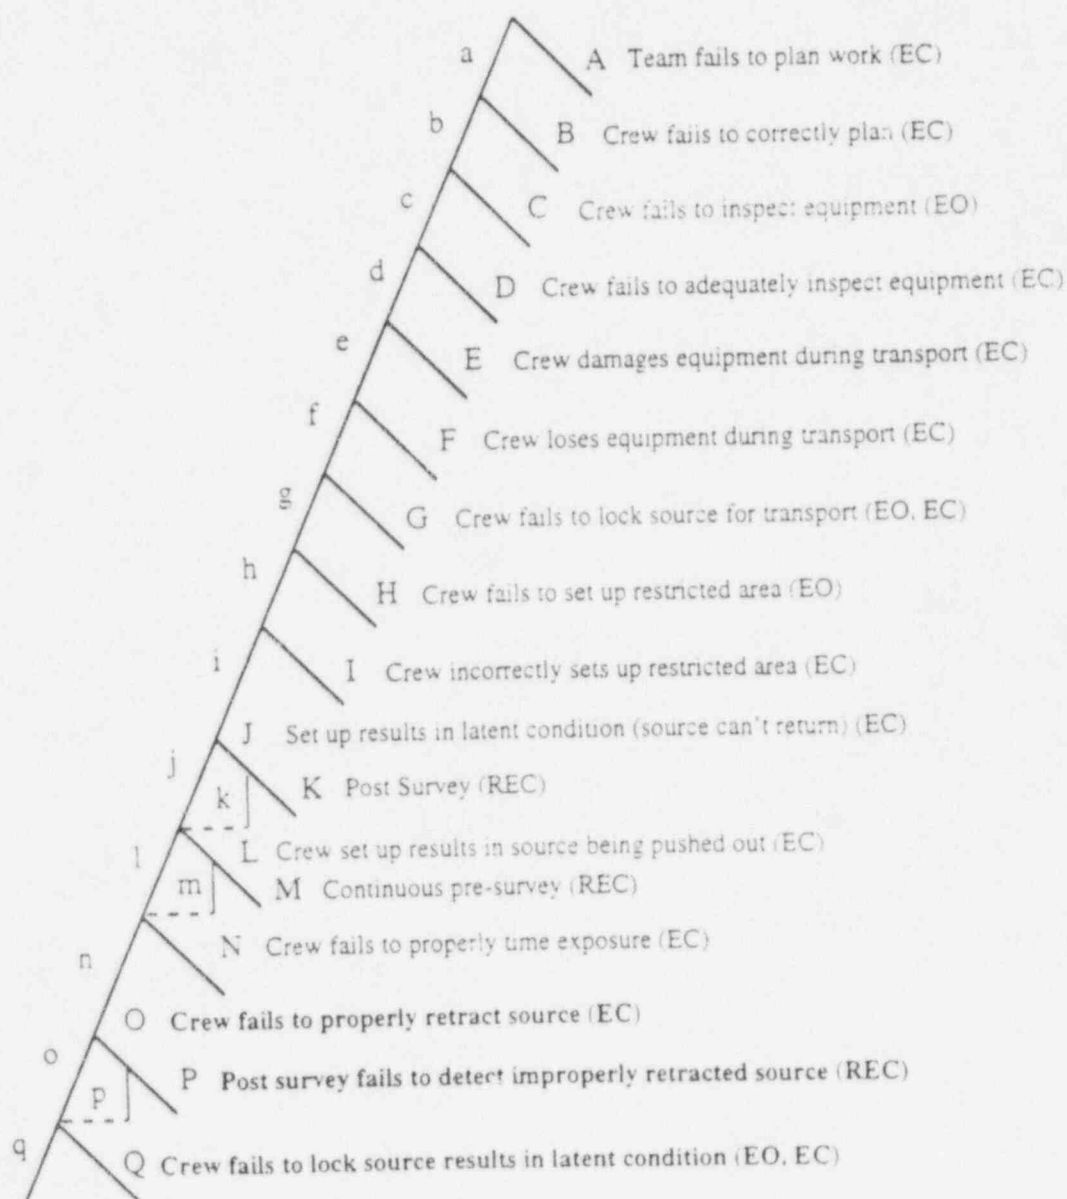 a
A Team fails to plan work (EC)
b
B Crew fails to correctly plan (EC)
c
C Crew fails to inspect equipment (EO)
d
D Crew fails to adequately inspect equipment (EC)
e
E Crew damages equipment during transport (EC)
f
F Crew loses equipment during transport (EC)
g
G Crew fails to lock source for transport (EO, EC)
h
H Crew fails to set up restricted area (EO)
i
I Crew incorrectly sets up restricted area (EC)
J Set up results in latent condition (source can't return) (EC)
j
k
K Post Survey (REC)
l
L Crew set up results in source being pushed out (EC)
m
M Continuous pre-survey (REC)
N Crew fails to properly time exposure (EC)
n
O Crew fails to properly retract source (EC)
o
P Post survey fails to detect improperly retracted source (REC)
p
q
Q Crew fails to lock source results in latent condition (EO, EC)